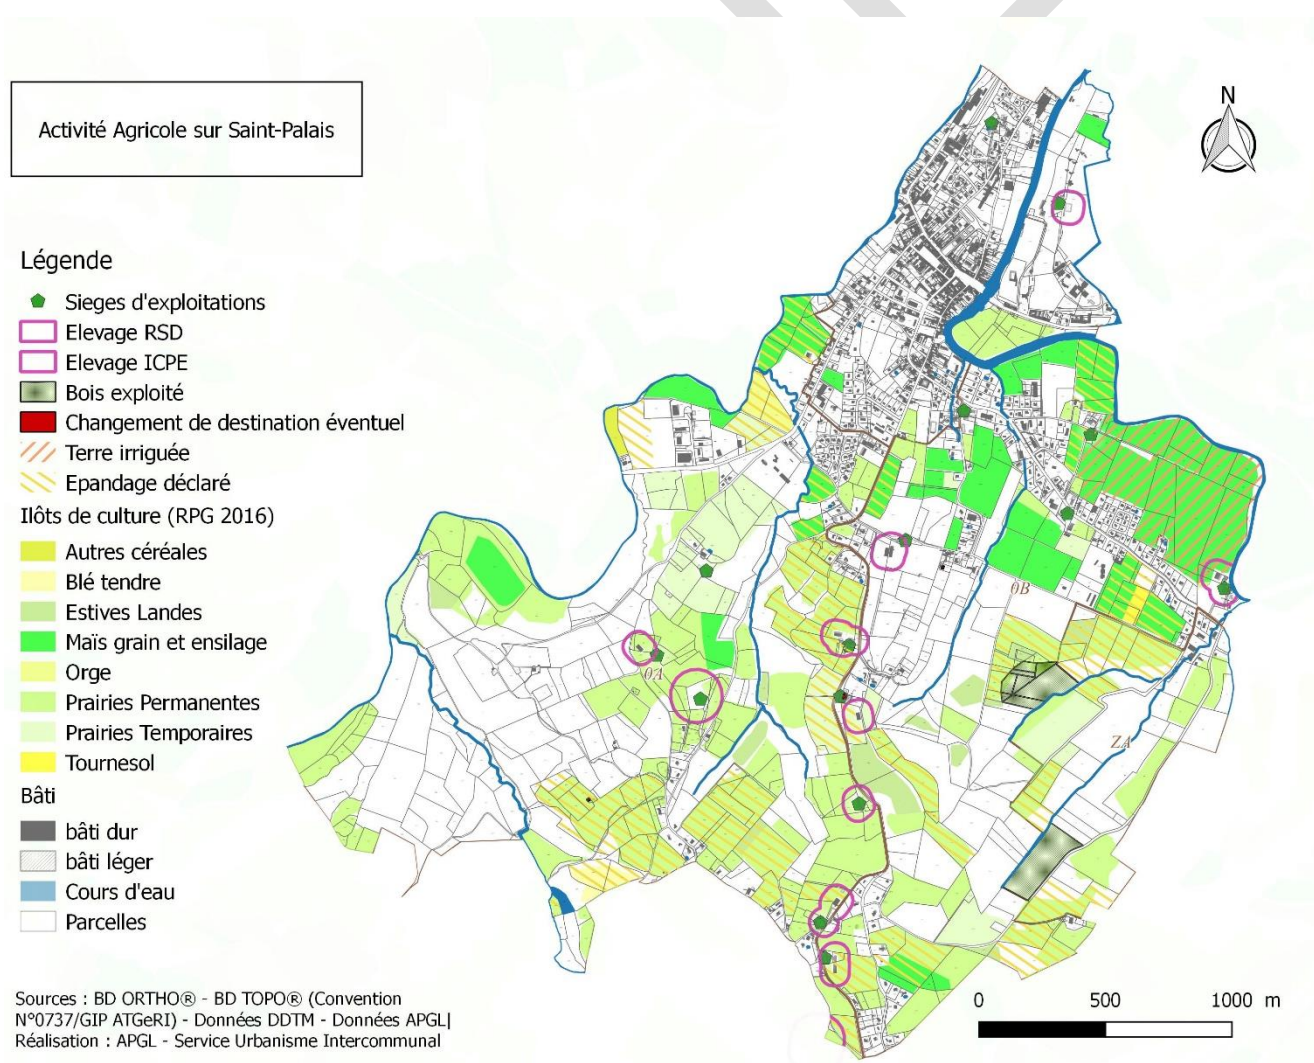 Activité Agricole sur Saint-Palais
N
Légende
Sieges d'exploitations
Elevage RSD
Elevage ICPE
Bois exploité
Changement de destination éventuel
Terre irriguée
Epandage déclaré
Ilôts de culture (RPG 2016)
Autres céréales
Blé tendre
Estives Landes
Maïs grain et ensilage
Orge
Prairies Permanentes
Prairies Temporaires
Tournesol
Bâti
bâti dur
bâti léger
Cours d'eau
Parcelles
0B
0A
ZA
Sources : BD ORTHO® - BD TOPO® (Convention
N°0737/GIP ATGeRI) - Données DDTM - Données APGL|
Réalisation : APGL - Service Urbanisme Intercommunal
0 500 1000 m